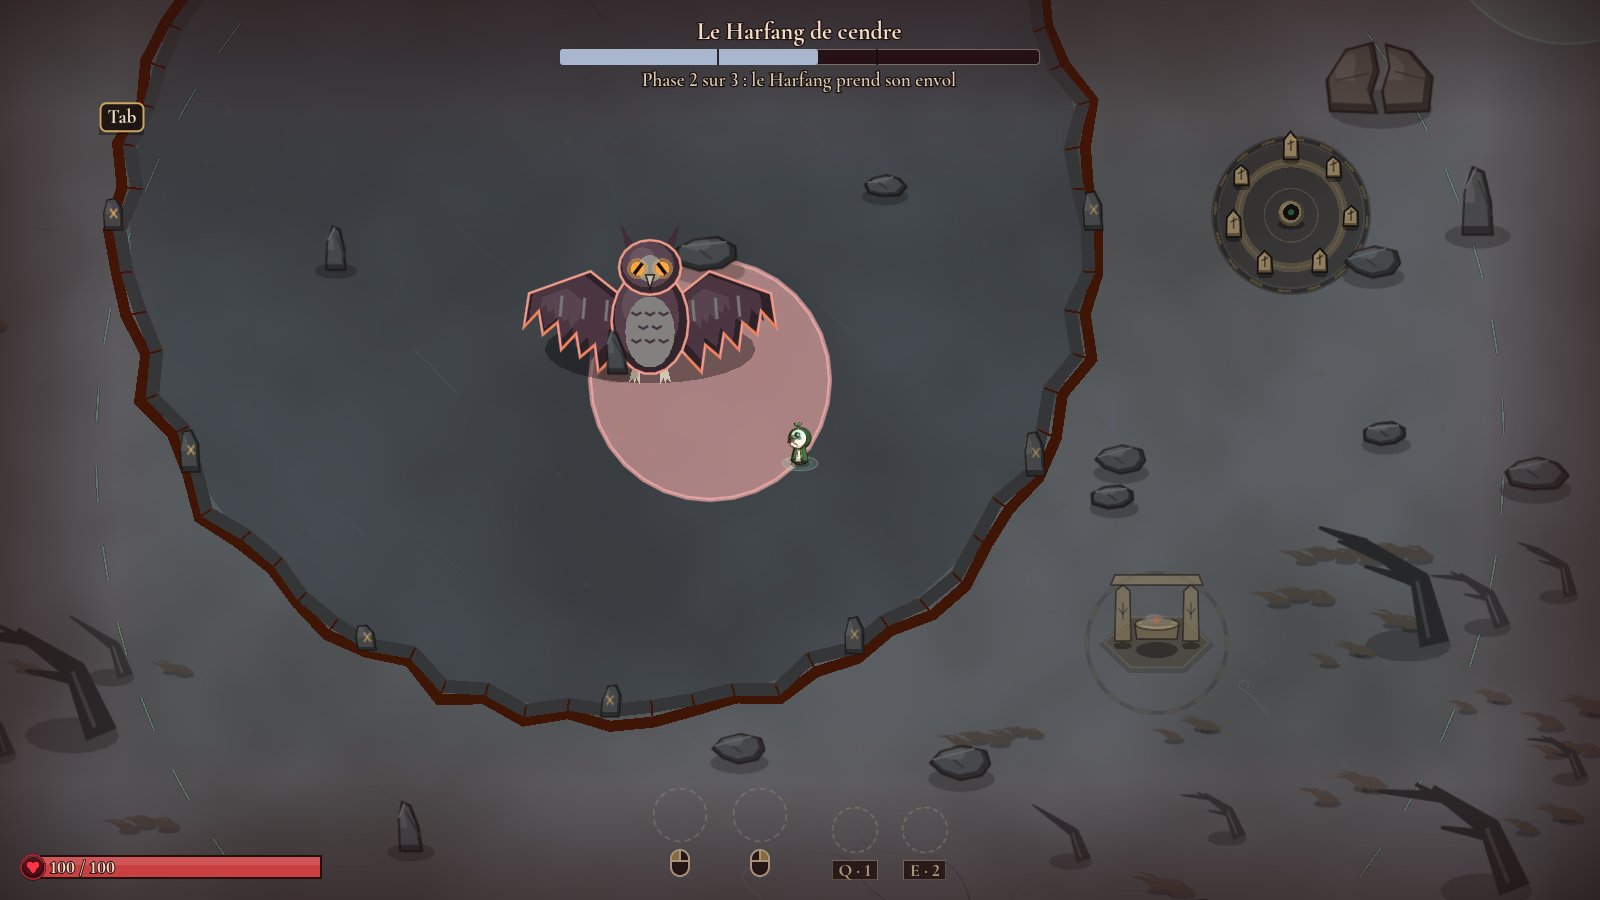 Le Harfang de cendre
Phase 2 sur 3 : le Harfang prend son envol
Tab
100 / 100
Q · 1
E · 2